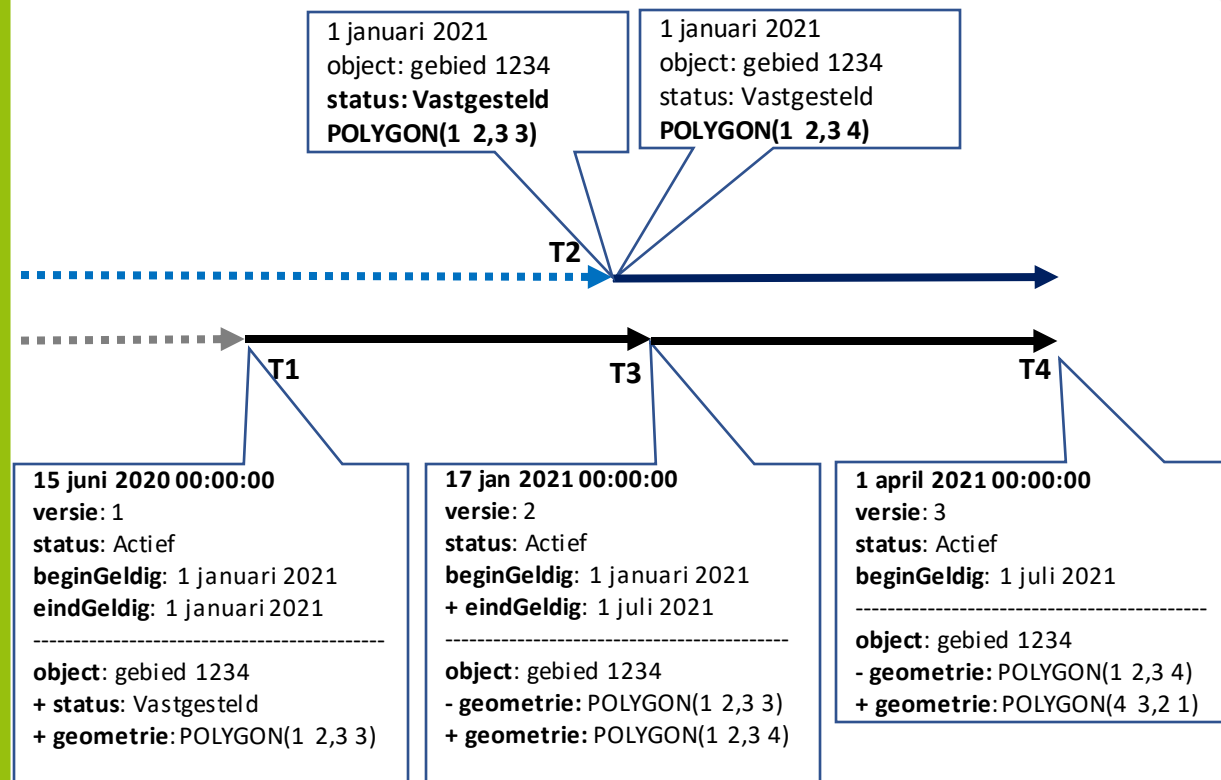 1 januari 2021
object: gebied 1234
status: Vastgesteld
POLYGON(1 2,3 3)
1 januari 2021
object: gebied 1234
status: Vastgesteld
POLYGON(1 2,3 4)
T2
T1
T3
T4
15 juni 2020 00:00:00
versie: 1
status: Actief
beginGeldig: 1 januari 2021
eindGeldig: 1 januari 2021
--------------------------------------------
object: gebied 1234
+ status: Vastgesteld
+ geometrie: POLYGON(1 2,3 3)
17 jan 2021 00:00:00
versie: 2
status: Actief
beginGeldig: 1 januari 2021
+ eindGeldig: 1 juli 2021
-------------------------------------------
object: gebied 1234
- geometrie: POLYGON(1 2,3 3)
+ geometrie: POLYGON(1 2,3 4)
1 april 2021 00:00:00
versie: 3
status: Actief
beginGeldig: 1 juli 2021
--------------------------------------------
object: gebied 1234
- geometrie: POLYGON(1 2,3 4)
+ geometrie: POLYGON(4 3,2 1)